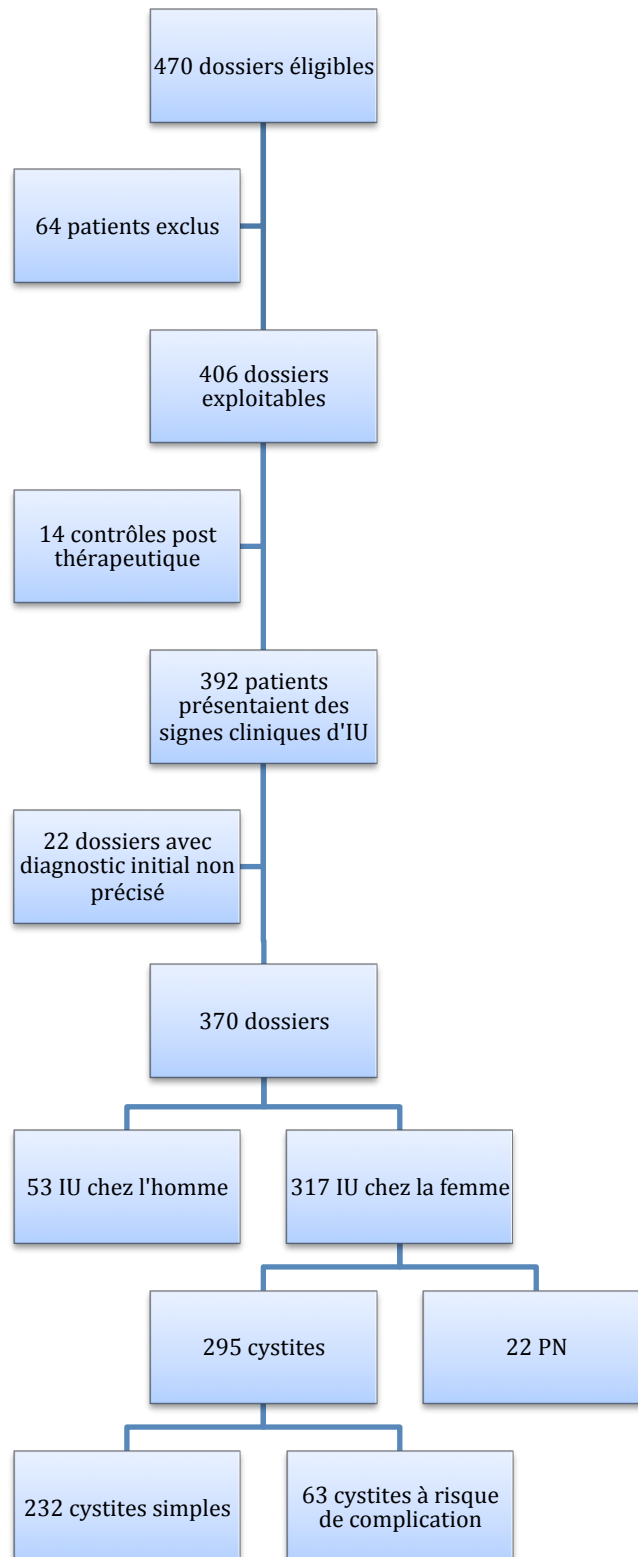 470 dossiers éligibles
64 patients exclus
406 dossiers
exploitables
14 contrôles post
thérapeutique
392 patients
présentaient des
signes cliniques d'IU
22 dossiers avec
diagnostic initial non
précisé
370 dossiers
53 IU chez l'homme
317 IU chez la femme
295 cystites
22 PN
232 cystites simples
63 cystites à risque
de complication